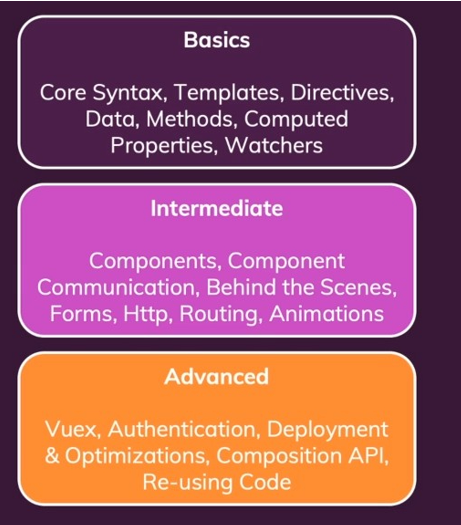 Basics
Core Syntax, Templates, Directives,
Data, Methods, Computed
Properties, Watchers
Intermediate
Components, Component
Communication, Behind the Scenes,
Forms, Http, Routing, Animations
Advanced
Vuex, Authentication, Deployment
& Optimizations, Composition API,
Re-using Code